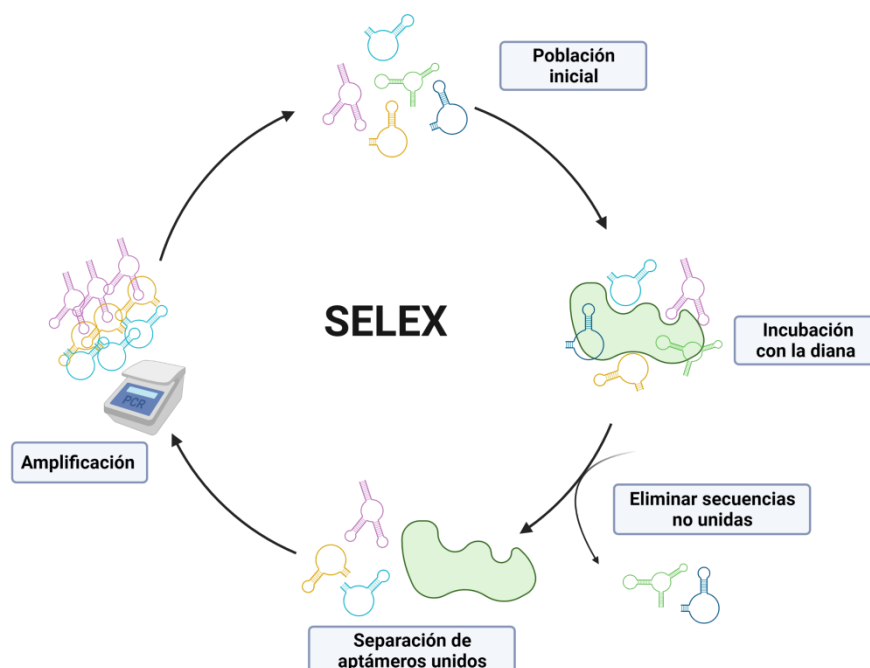 Población
inicial
SELEX
Incubación
con la diana
PCR
Amplificación
Eliminar secuencias
no unidas
Separación de
aptámeros unidos